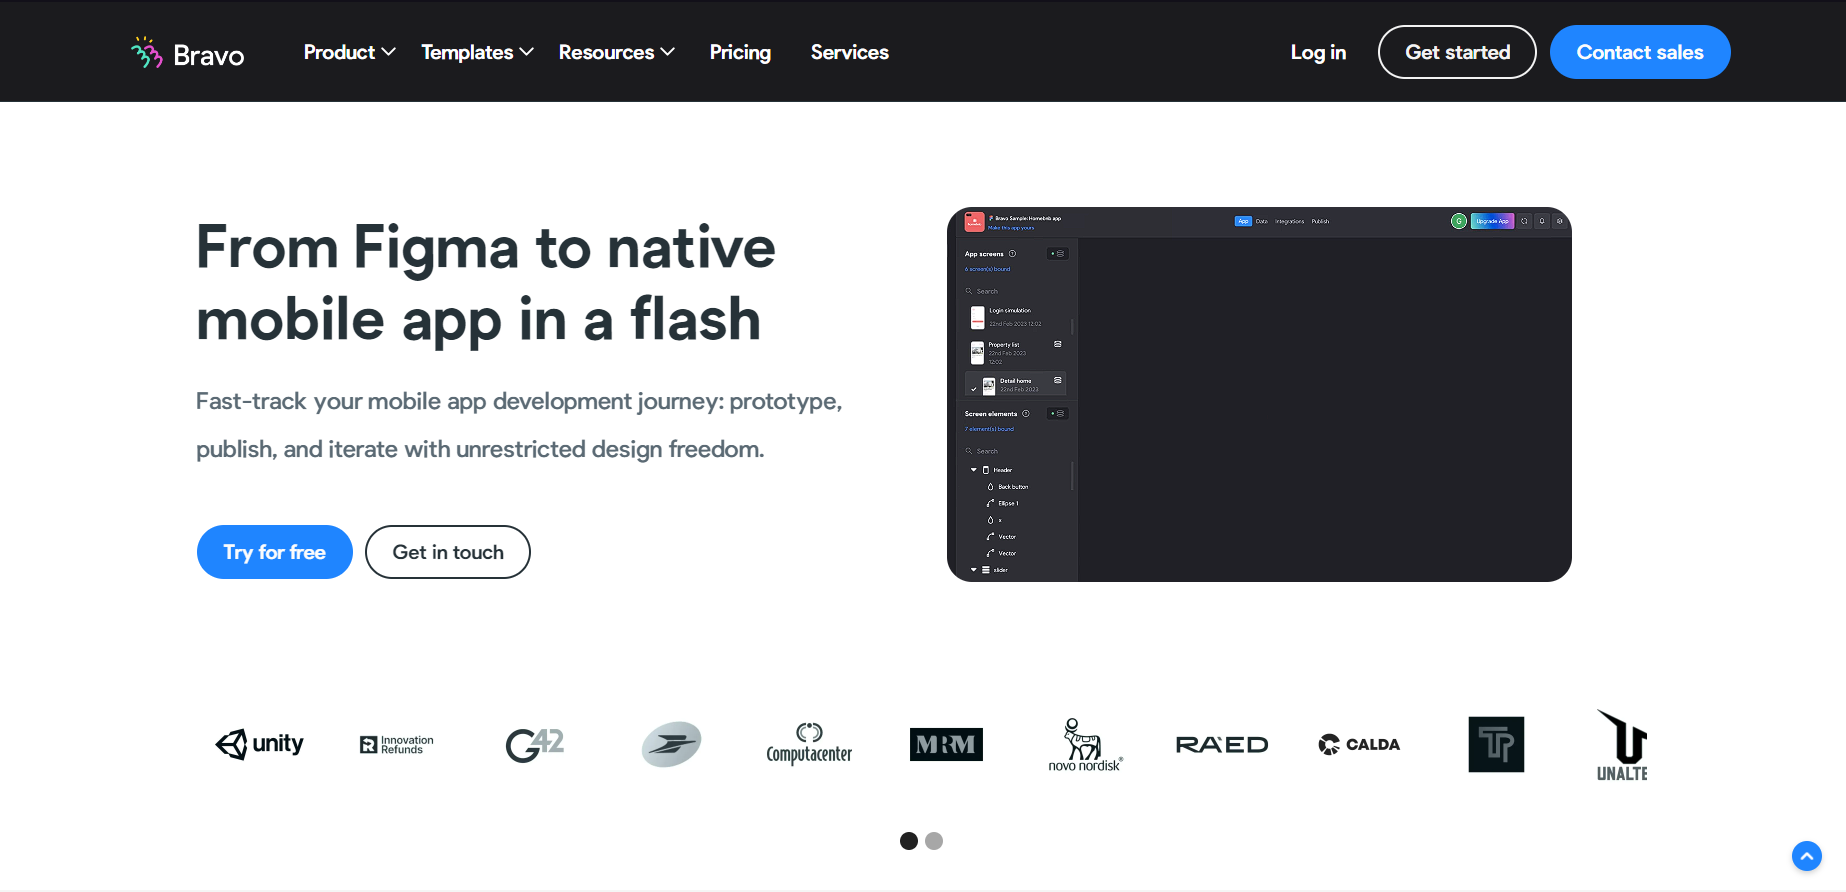 Bravo
Product
Templates
Resources
Pricing
Services
Log in
Get started
Contact sales
From Figma to native
mobile app in a flash
Fast-track your mobile app development journey: prototype,
publish, and iterate with unrestricted design freedom.
Try for free
Get in touch
Bravo Sample: Homebnb app
Make this app yours
App
Data
Integrations
Publish
G
Upgrade App
App screens
6 screen(s) bound
Search
Login simulation
22nd Feb 2023 12:02
Property list
22nd Feb 2023
12:02
Detail home
22nd Feb 2023
Screen elements
7 element(s) bound
Search
Header
Back button
Ellipse 1
x
Vector
Vector
slider
unity
Innovation
Refunds
G42
Computacenter
MRM
novo nordisk®
RA'ED
CALDA
TP
UNALTE